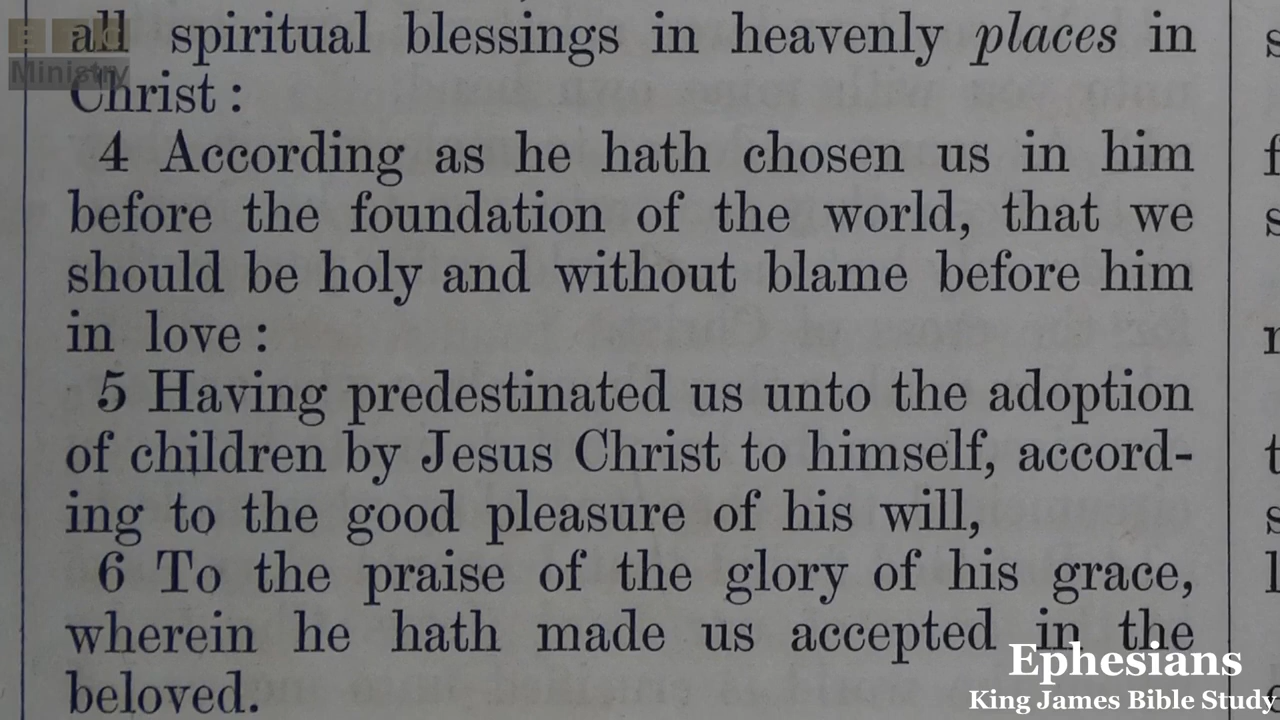 all spiritual blessings in heavenly places in
Christ :
4 According as he hath chosen us in him
before the foundation of the world, that we
should be holy and without blame before him
in love :
5 Having predestinated us unto the adoption
of children by Jesus Christ to himself, accord-
ing to the good pleasure of his will,
6 To the praise of the glory of his grace,
wherein he hath made us accepted in the
beloved.
Ministry
Ephesians
King James Bible Study